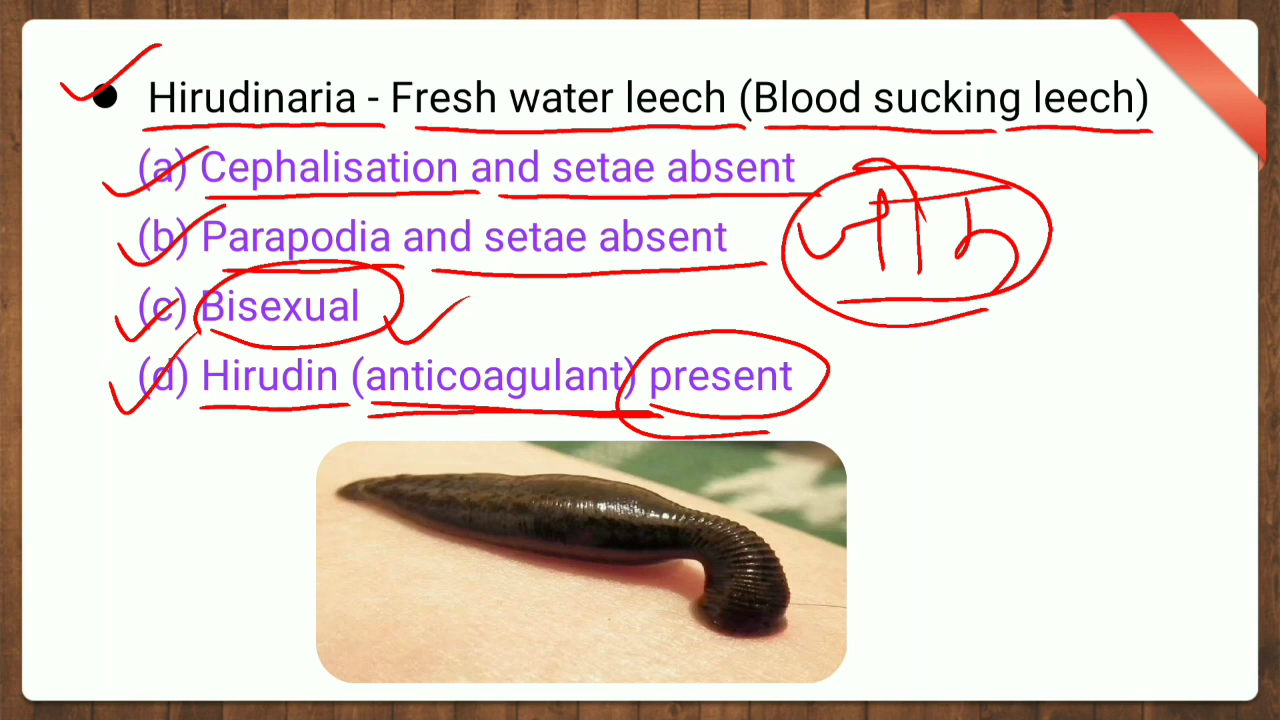 Hirudinaria - Fresh water leech (Blood sucking leech)
(a) Cephalisation and setae absent
(b) Parapodia and setae absent
(c) Bisexual
(d) Hirudin (anticoagulant) present